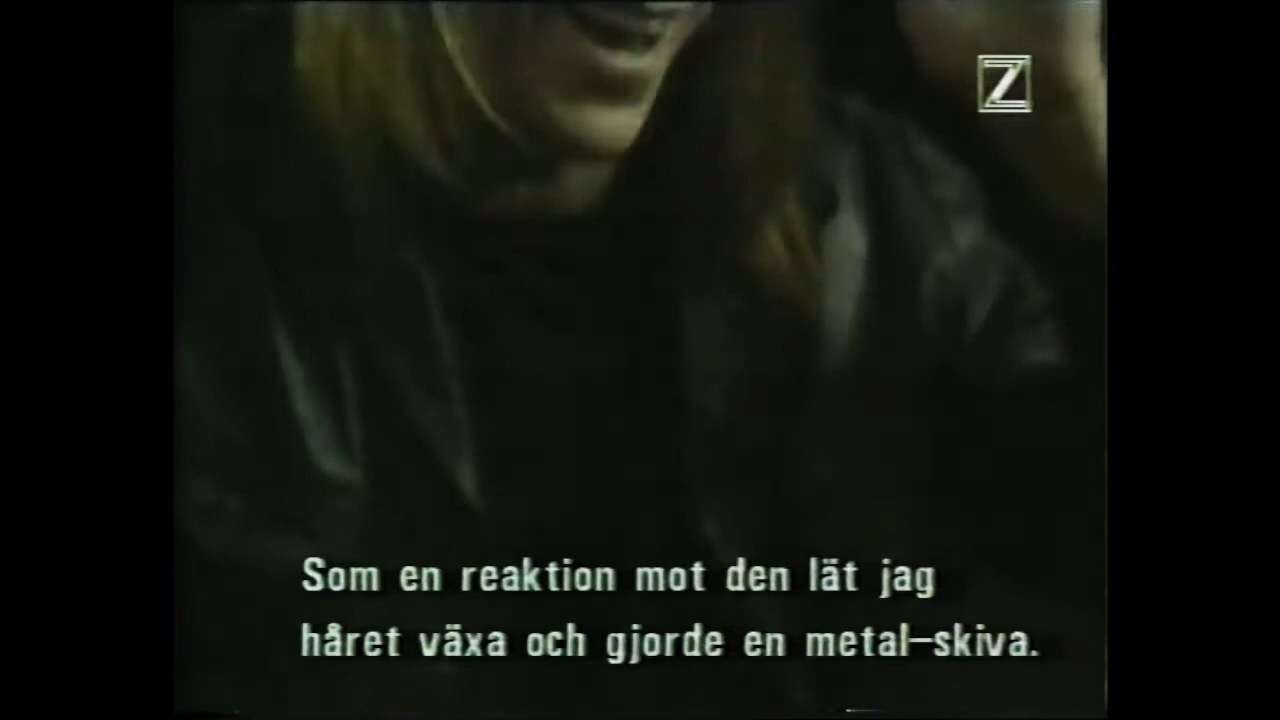 Z
Som en reaktion mot den lät jag
håret växa och gjorde en metal-skiva.